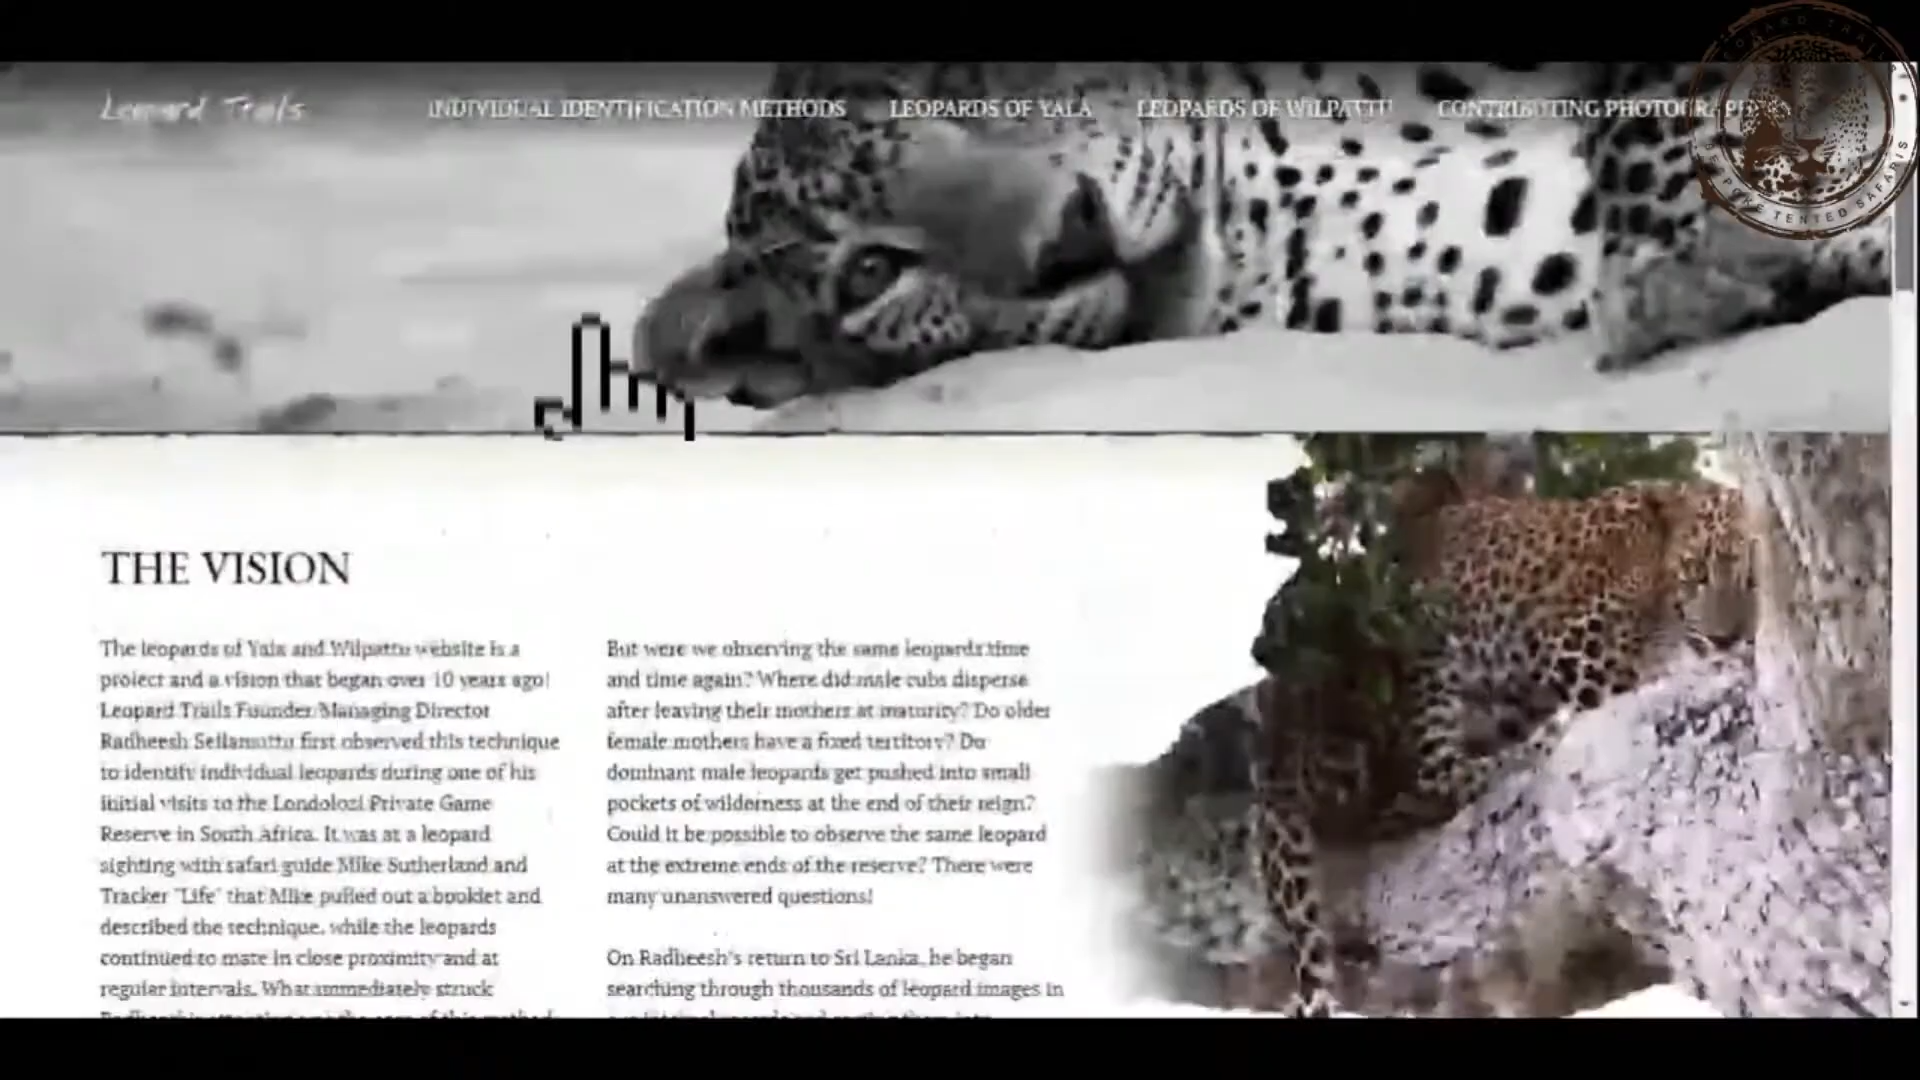 Leopard Trails
INDIVIDUAL IDENTIFICATION METHODS LEOPARDS OF YALA LEOPARDS OF WILPATTU CONTRIBUTING PHOTOGRAPHERS
BESPOKE TENTED SAFARIS
THE VISION
The leopards of Yala and Wilpattu website is a
project and a vision that began over 10 years ago!
Leopard Trails Founder/Managing Director
Radheesh Sellamuttu first observed this technique
to identify individual leopards during one of his
initial visits to the Londolozi Private Game
Reserve in South Africa. It was at a leopard
sighting with safari guide Mike Sutherland and
Tracker "Life" that Mike pulled out a booklet and
described the technique, while the leopards
continued to mate in close proximity and at
regular intervals. What immediately struck
But were we observing the same leopards time
and time again? Where did male cubs disperse
after leaving their mothers at maturity? Do older
female mothers have a fixed territory? Do
dominant male leopards get pushed into small
pockets of wilderness at the end of their reign?
Could it be possible to observe the same leopard
at the extreme ends of the reserve? There were
many unanswered questions!
On Radheesh's return to Sri Lanka, he began
searching through thousands of leopard images in